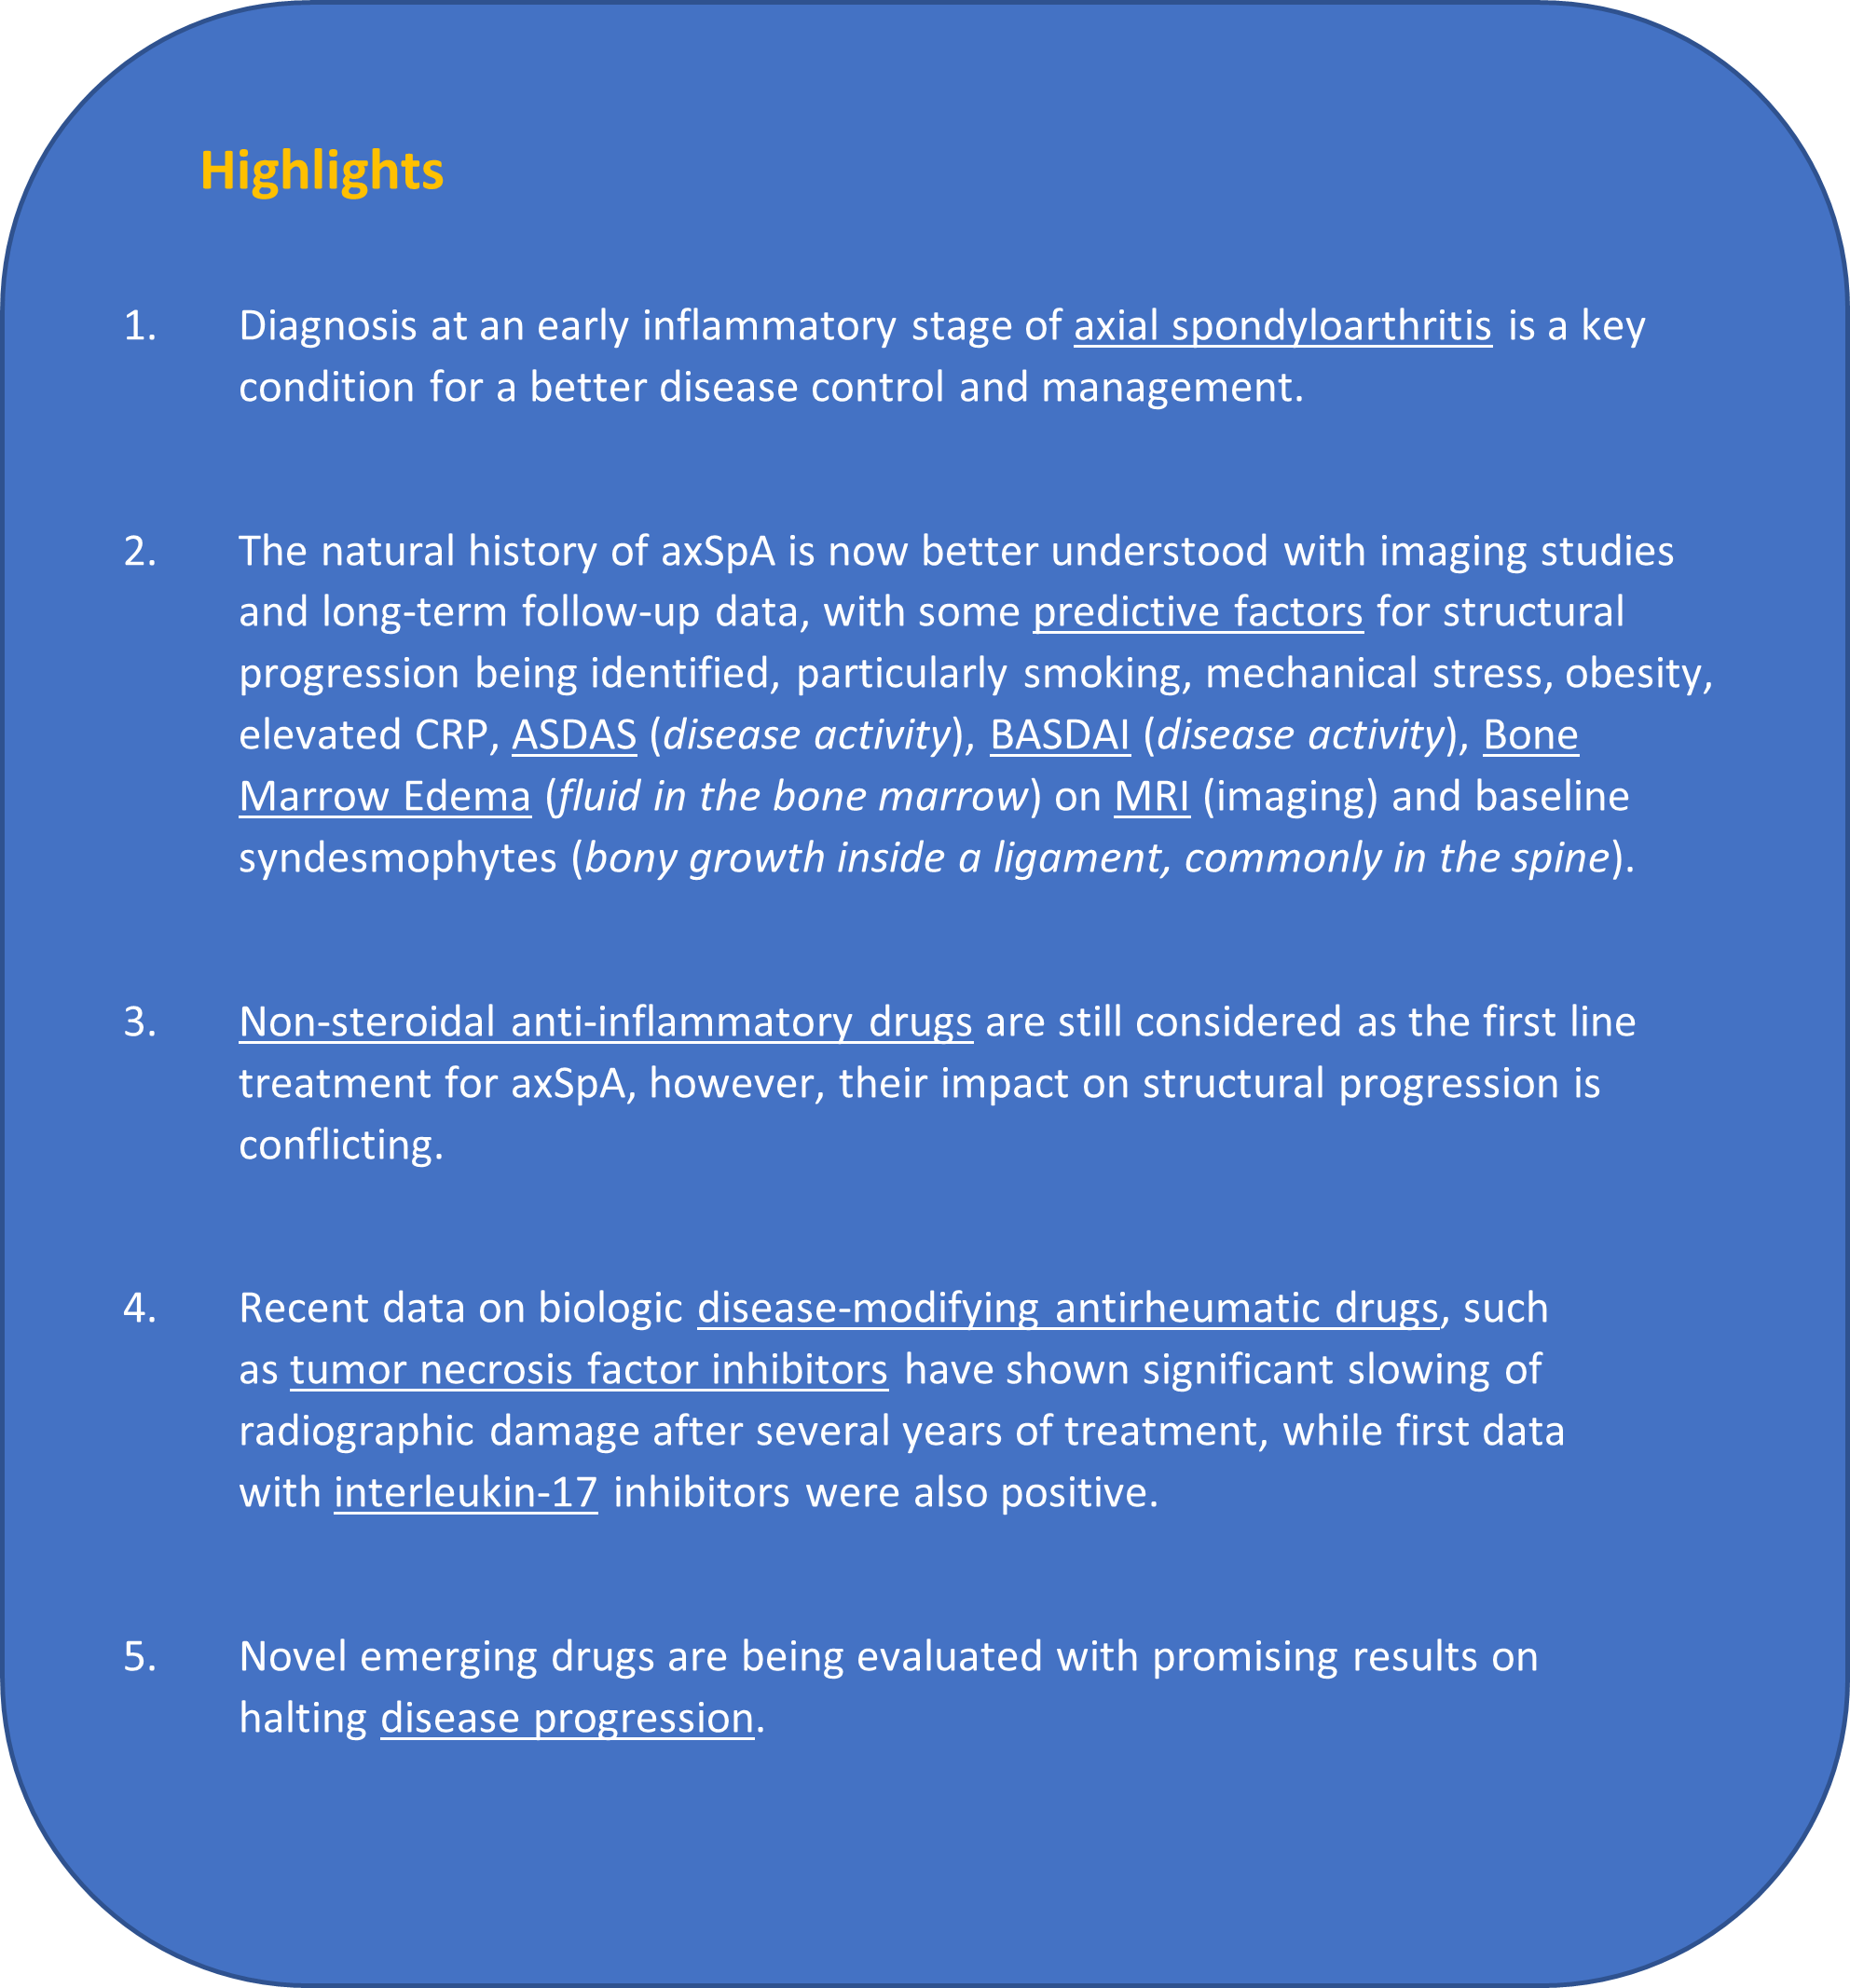 Highlights
1. Diagnosis at an early inflammatory stage of axial spondyloarthritis is a key
condition for a better disease control and management.
2. The natural history of axSpA is now better understood with imaging studies
and long-term follow-up data, with some predictive factors for structural
progression being identified, particularly smoking, mechanical stress, obesity,
elevated CRP, ASDAS (disease activity), BASDAI (disease activity), Bone
Marrow Edema (fluid in the bone marrow) on MRI (imaging) and baseline
syndesmophytes (bony growth inside a ligament, commonly in the spine).
3. Non-steroidal anti-inflammatory drugs are still considered as the first line
treatment for axSpA, however, their impact on structural progression is
conflicting.
4. Recent data on biologic disease-modifying antirheumatic drugs, such
as tumor necrosis factor inhibitors have shown significant slowing of
radiographic damage after several years of treatment, while first data
with interleukin-17 inhibitors were also positive.
5. Novel emerging drugs are being evaluated with promising results on
halting disease progression.